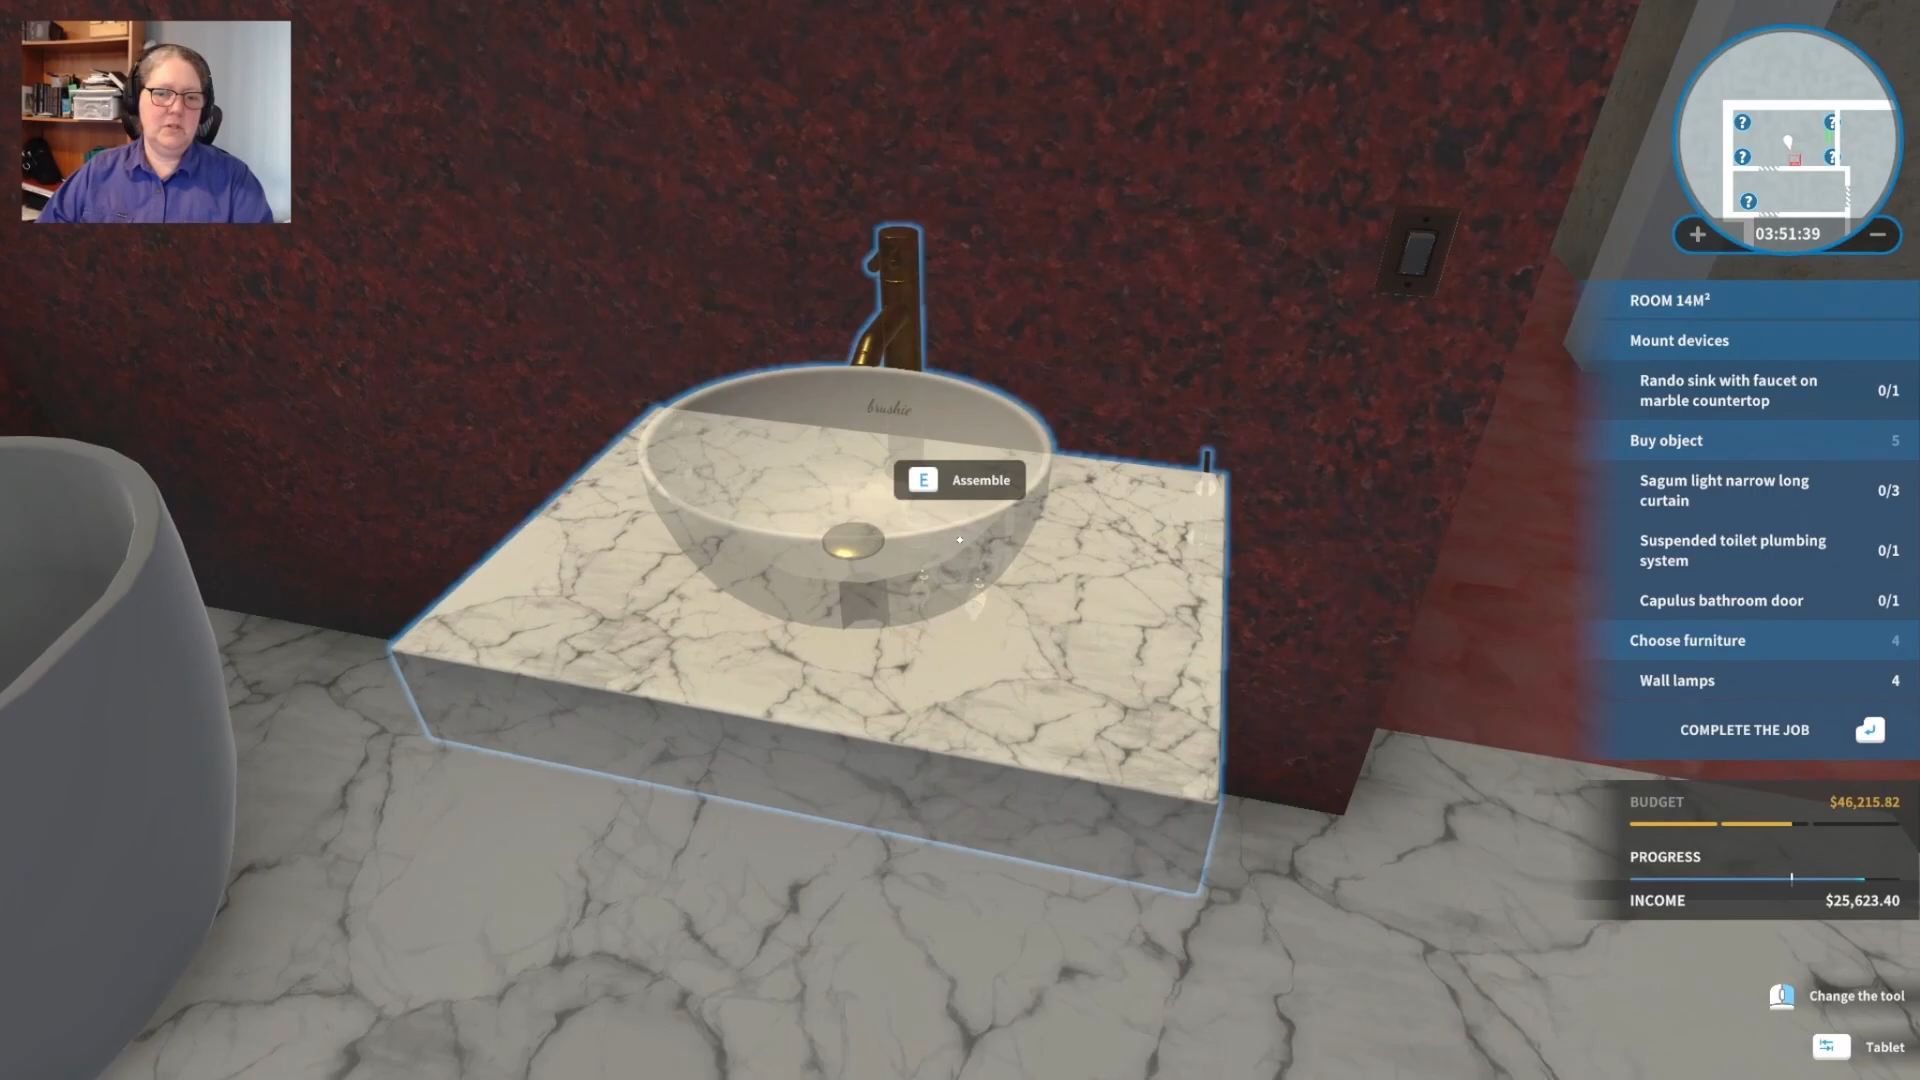 03:51:39
ROOM 14M²
Mount devices
Rando sink with faucet on
marble countertop
0/1
Buy object
5
Sagum light narrow long
curtain
0/3
Suspended toilet plumbing
system
0/1
Capulus bathroom door
0/1
Choose furniture
4
Wall lamps
4
COMPLETE THE JOB
BUDGET
$46,215.82
PROGRESS
INCOME
$25,623.40
brushie
E
Assemble
Change the tool
Tablet